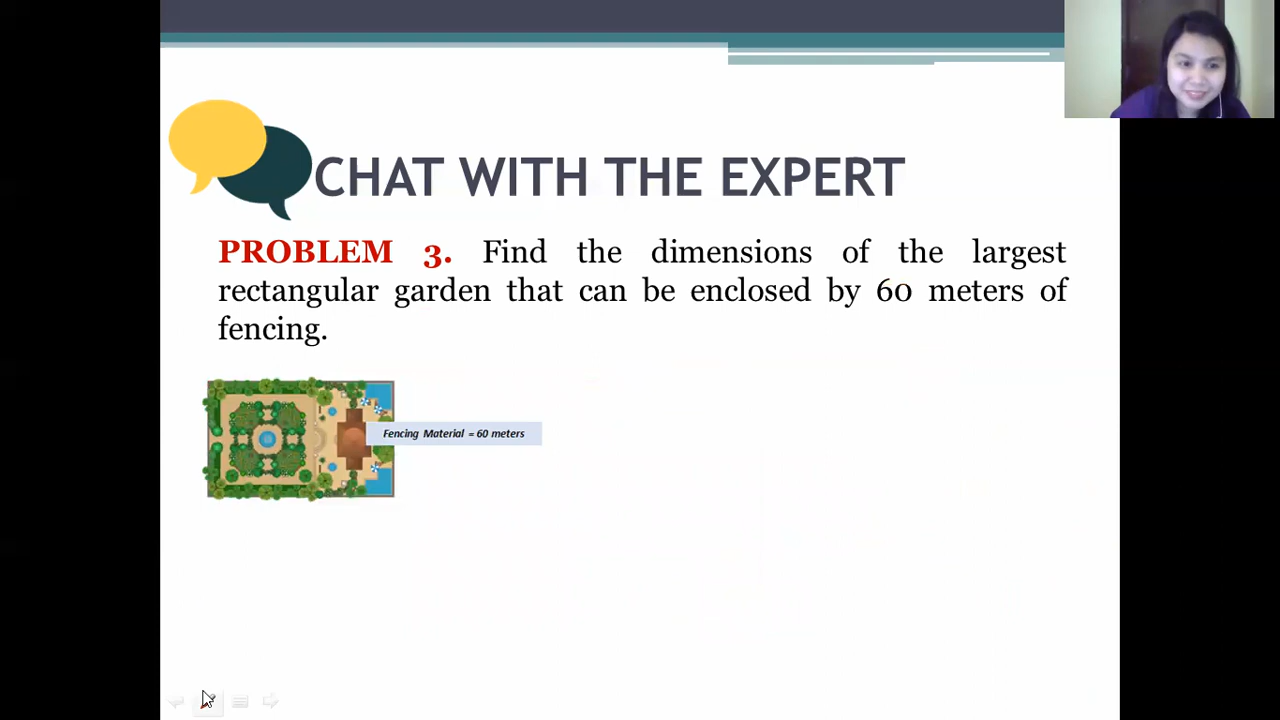 CHAT WITH THE EXPERT
PROBLEM 3. Find the dimensions of the largest
rectangular garden that can be enclosed by 60 meters of
fencing.
Fencing Material = 60 meters